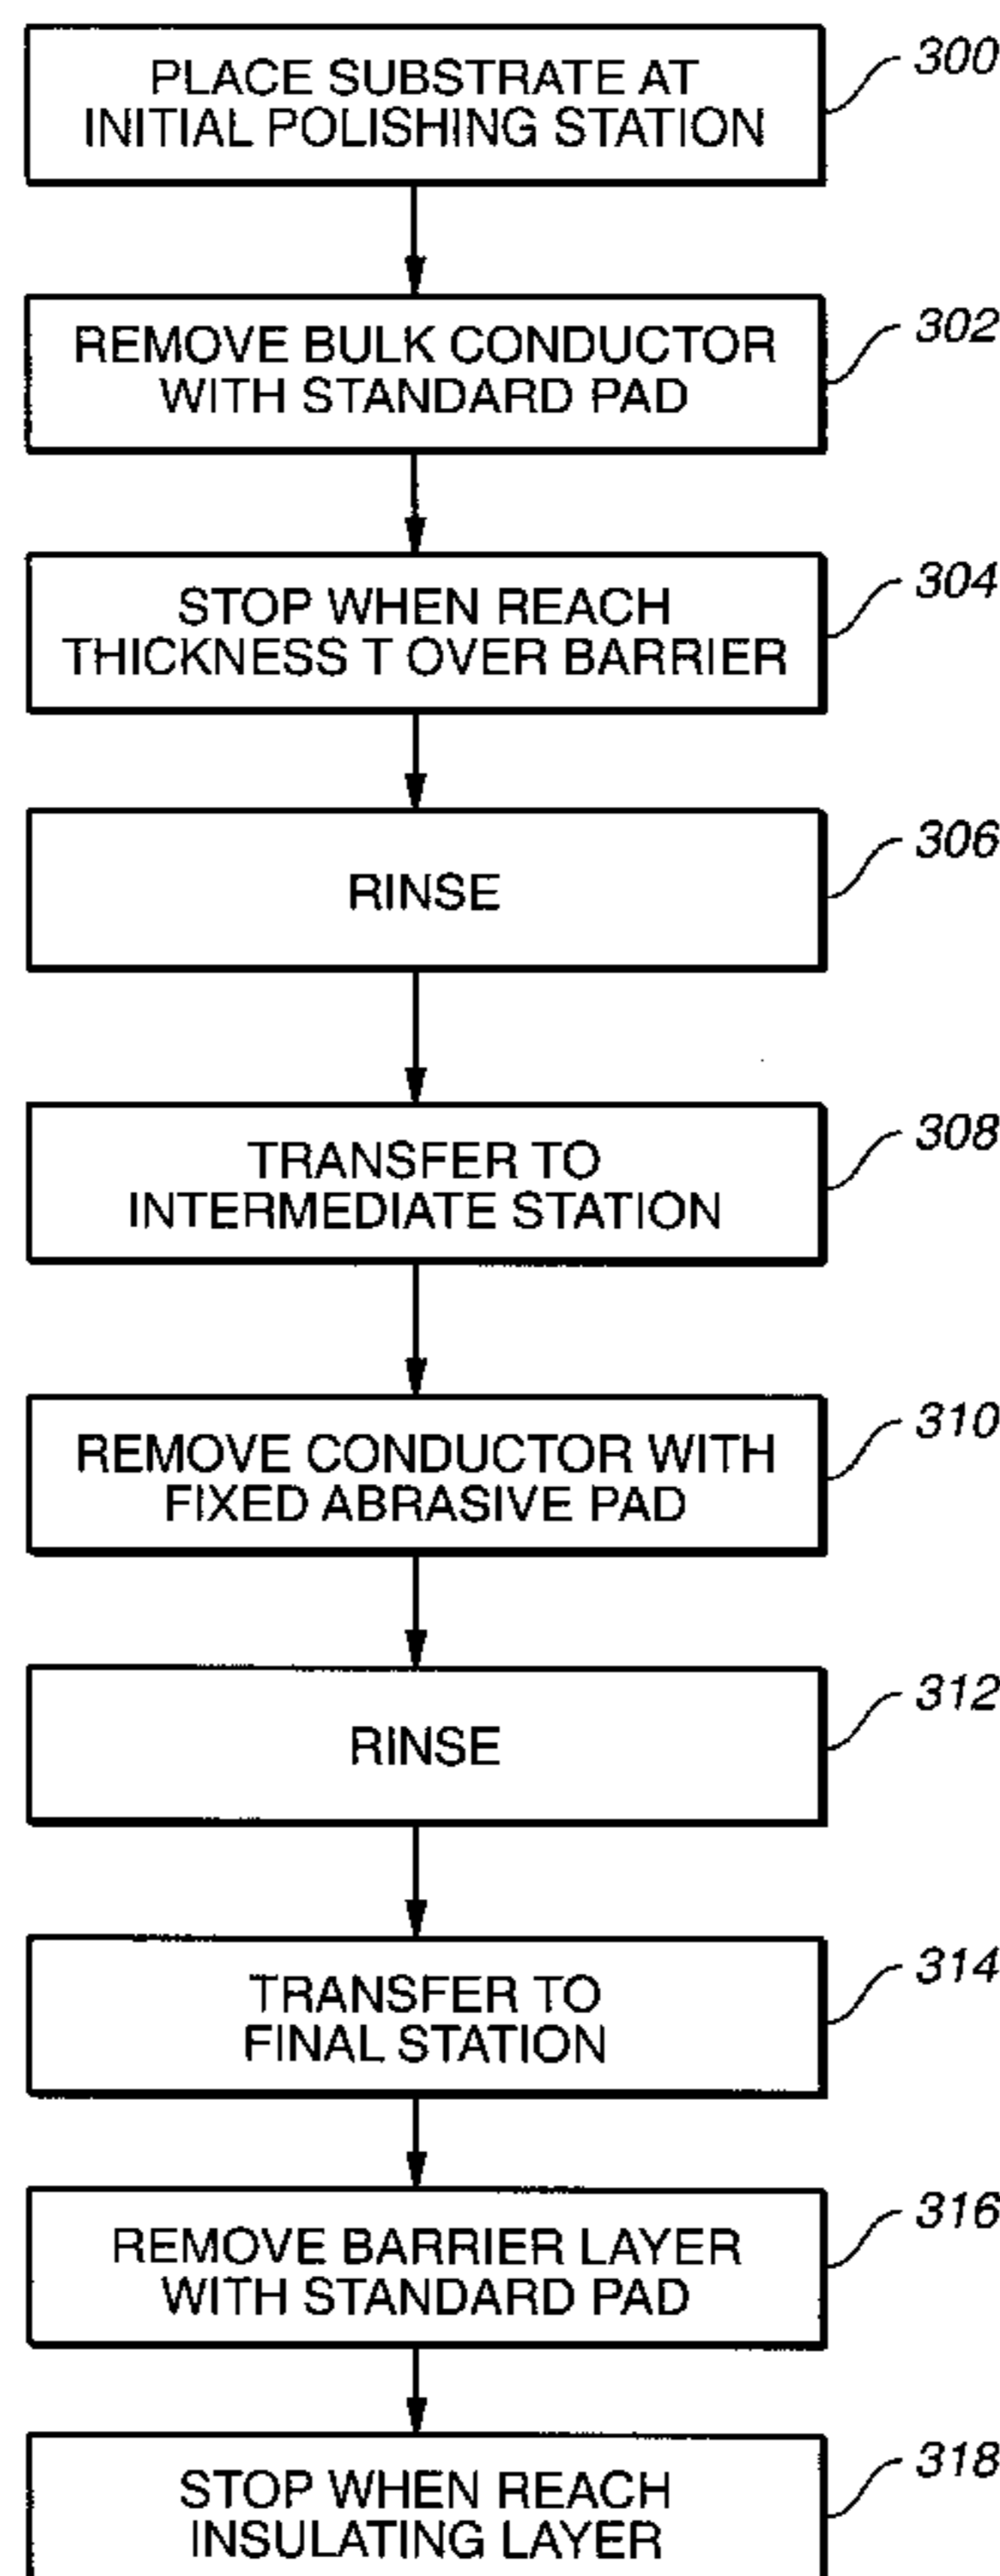 PLACE SUBSTRATE AT
INITIAL POLISHING STATION
300
REMOVE BULK CONDUCTOR
WITH STANDARD PAD
302
STOP WHEN REACH
THICKNESS T OVER BARRIER
304
RINSE
306
TRANSFER TO
INTERMEDIATE STATION
308
REMOVE CONDUCTOR WITH
FIXED ABRASIVE PAD
310
RINSE
312
TRANSFER TO
FINAL STATION
314
REMOVE BARRIER LAYER
WITH STANDARD PAD
316
STOP WHEN REACH
INSULATING LAYER
318